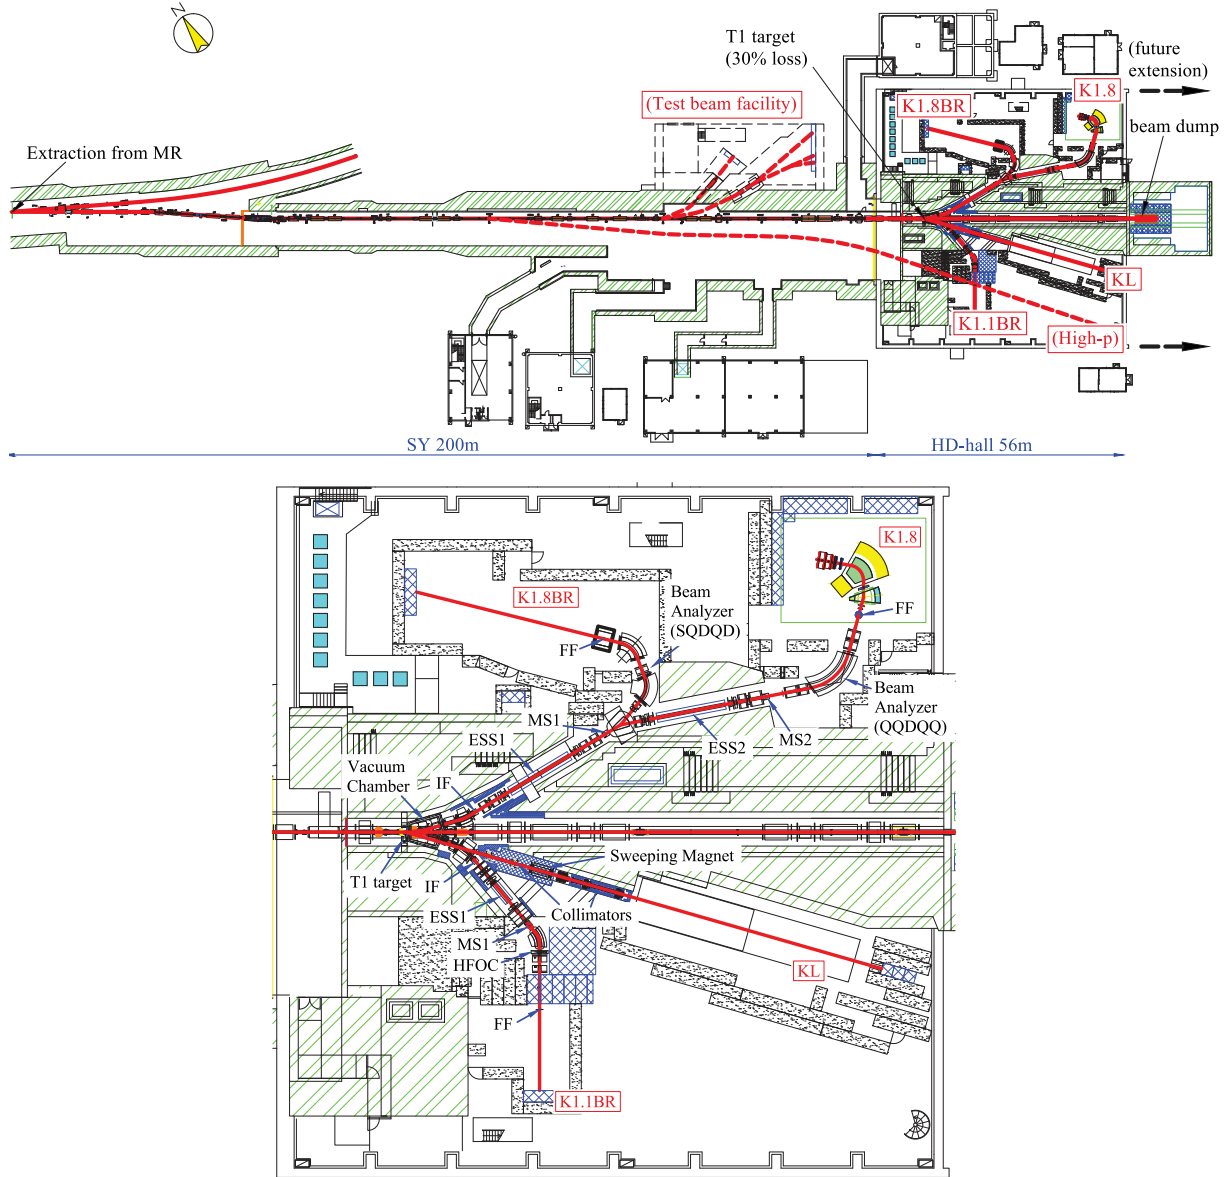 N
T1 target
(30% loss)
(future
extension)
K1.8
K1.8BR
(Test beam facility)
beam dump
Extraction from MR
KL
K1.1BR
(High-p)
SY 200m
HD-hall 56m
K1.8
K1.8BR
Beam
Analyzer
(SQDQD)
FF
FF
Beam
Analyzer
(QQDQQ)
MS1
ESS1
ESS2
MS2
Vacuum
Chamber
IF
T1 target
IF
Sweeping Magnet
ESS1
Collimators
MS1
HFOC
KL
FF
K1.1BR